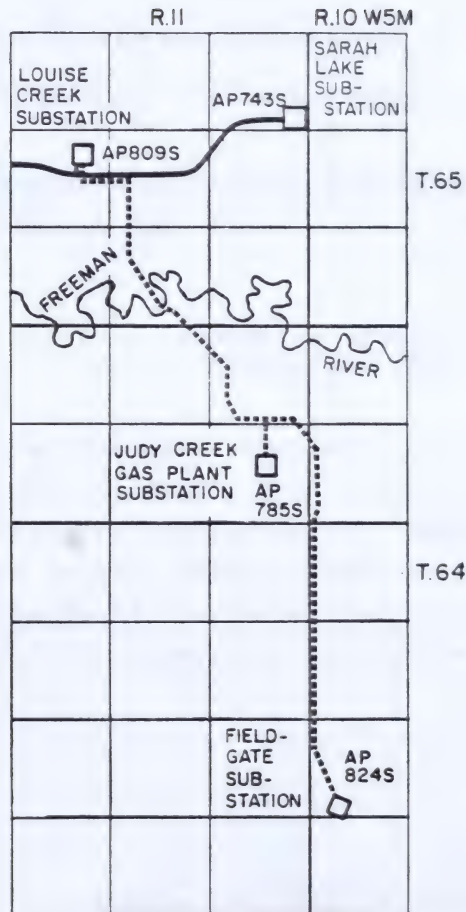 R.11
R.10 W5M
SARAH
LAKE
SUB-
STATION
LOUISE
CREEK
SUBSTATION
AP743S
AP809S
T.65
FREEMAN
RIVER
JUDY CREEK
GAS PLANT
SUBSTATION
AP
785S
T.64
FIELD-
GATE
SUB-
STATION
AP
824S